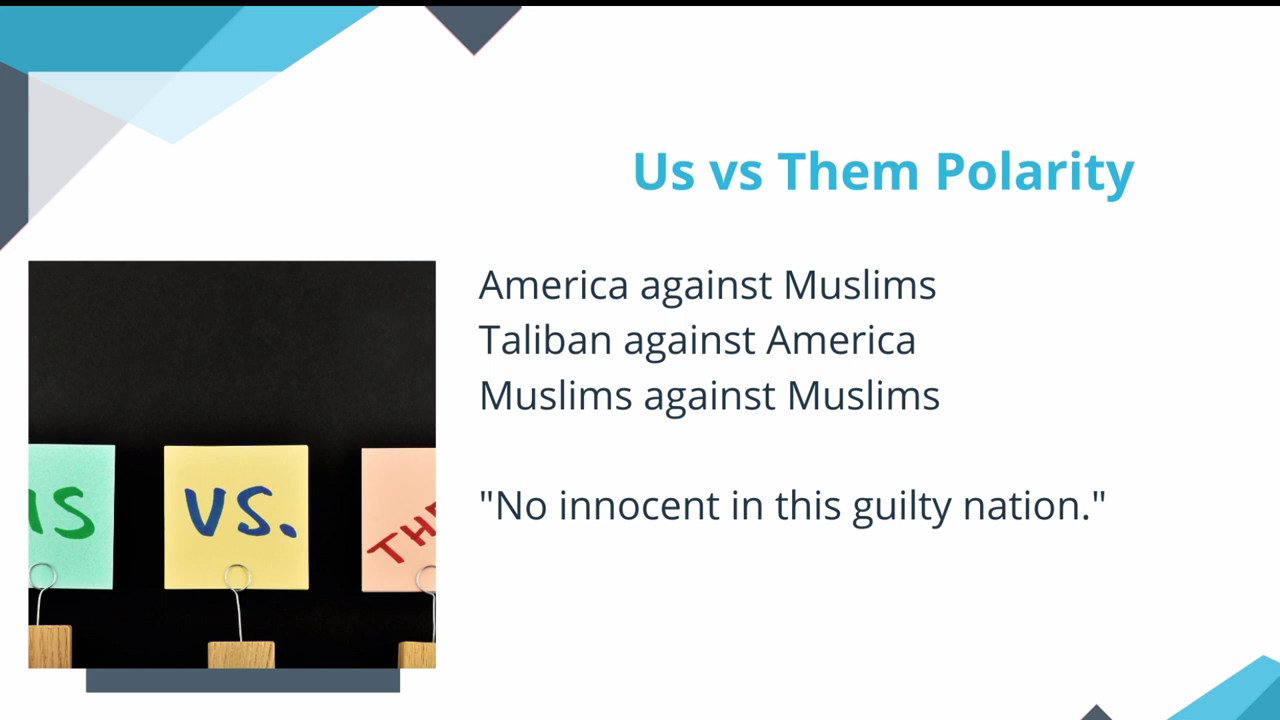 Us vs Them Polarity
America against Muslims
Taliban against America
Muslims against Muslims
"No innocent in this guilty nation."
VS.